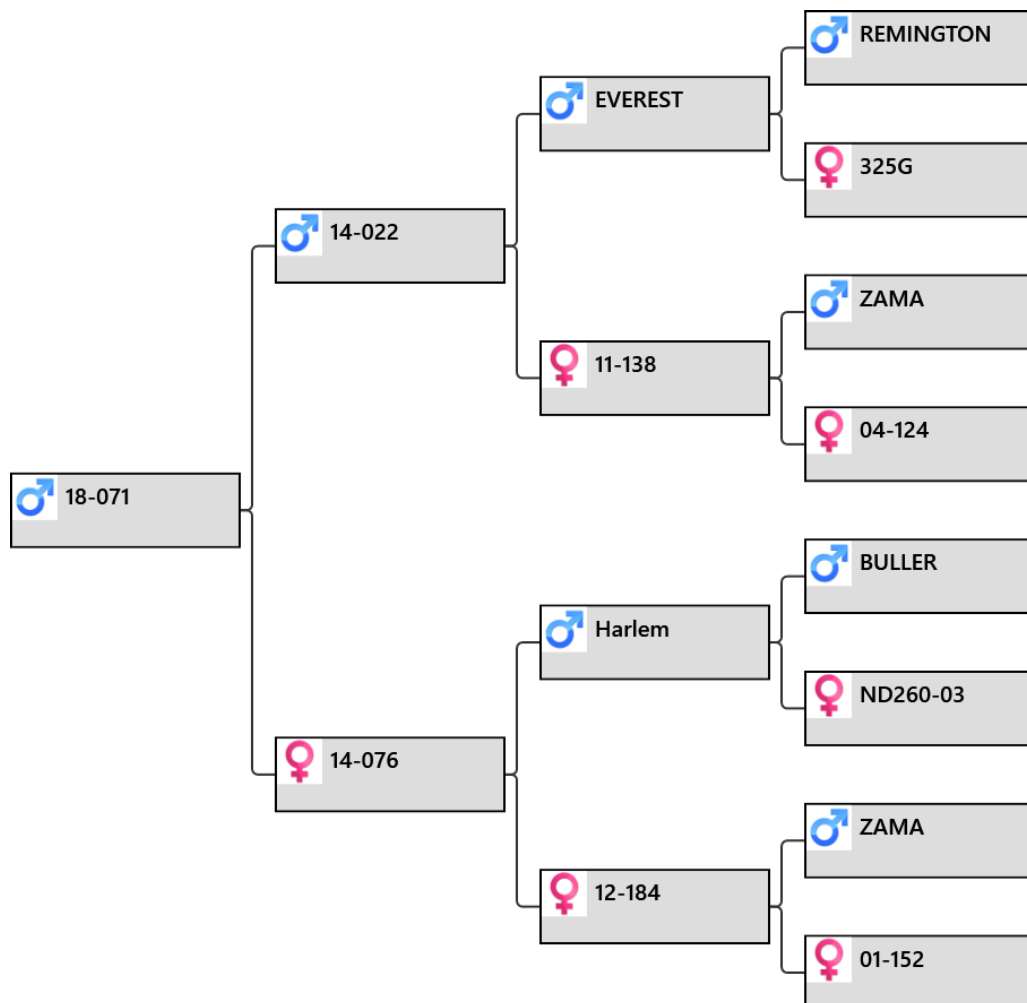 REMINGTON
EVEREST
325G
14-022
ZAMA
11-138
04-124
18-071
BULLER
Harlem
ND260-03
14-076
ZAMA
12-184
01-152